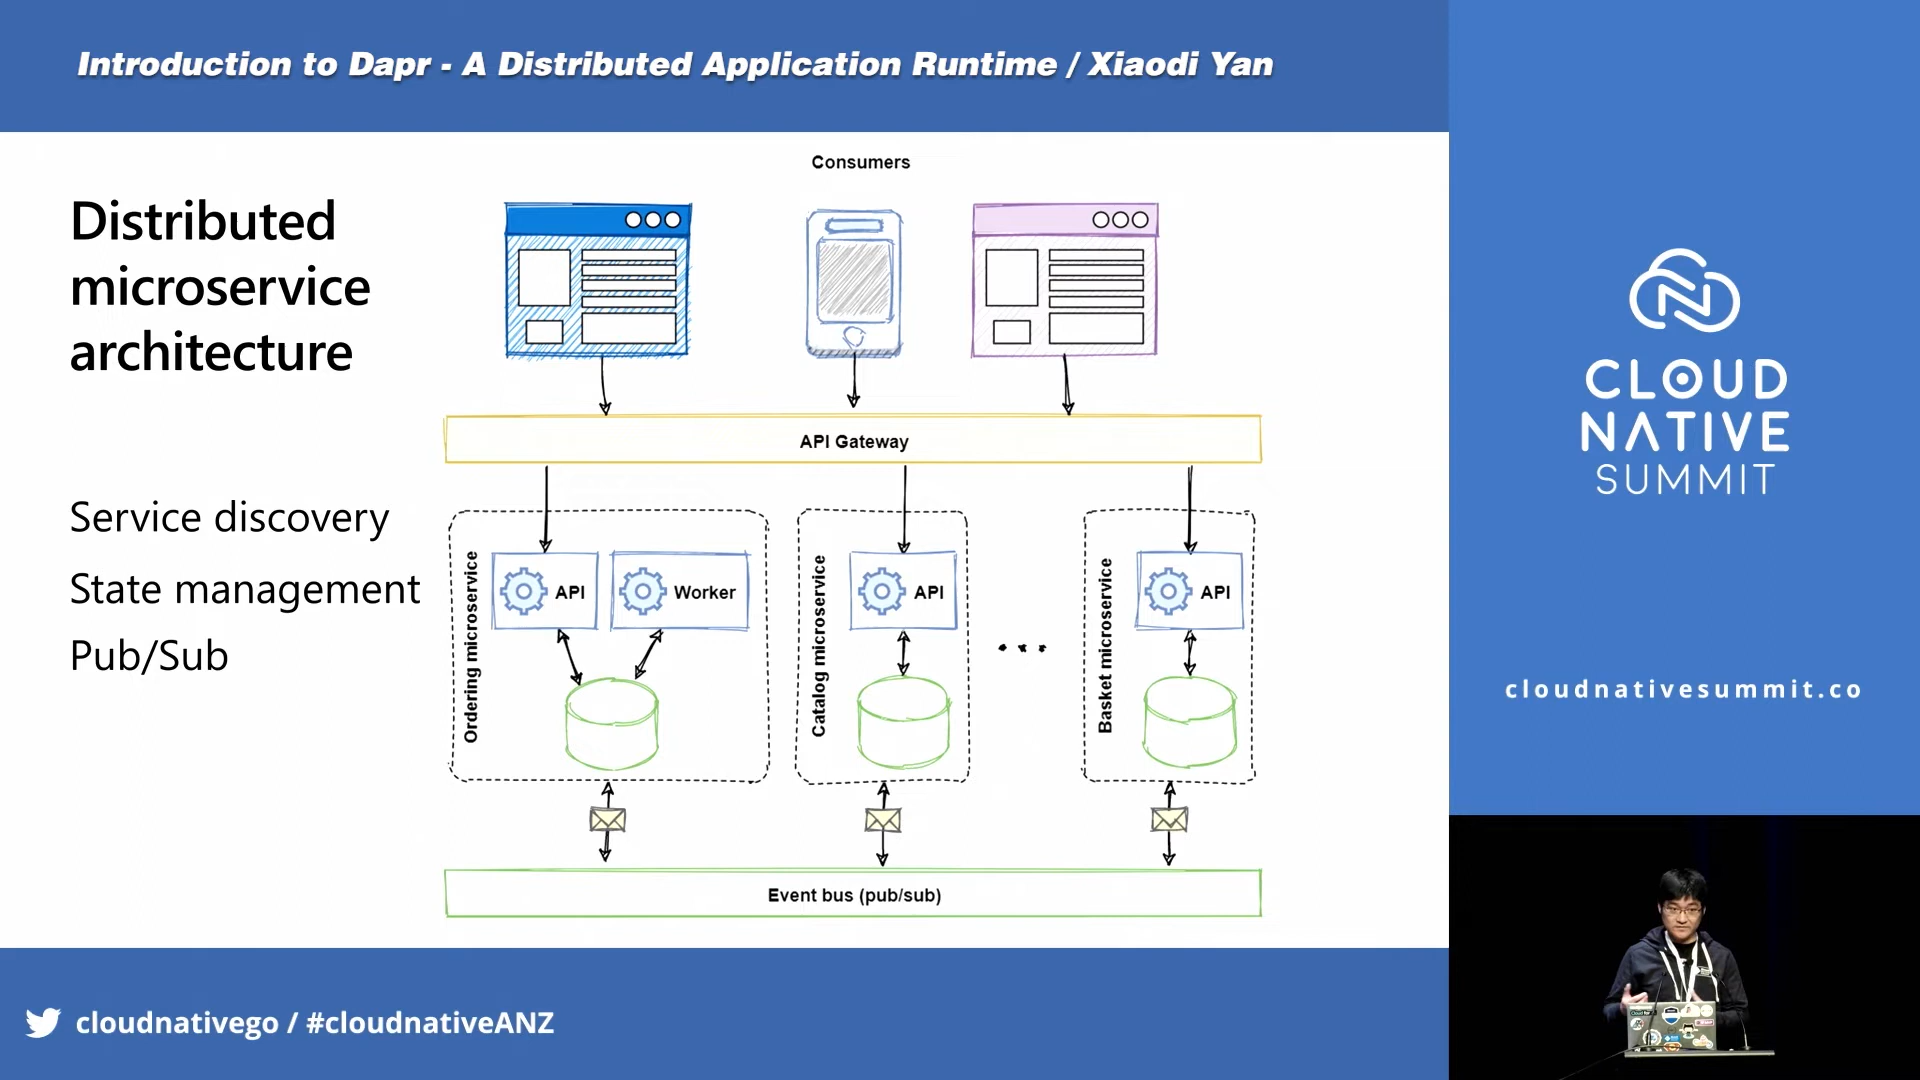 Introduction to Dapr - A Distributed Application Runtime / Xiaodi Yan
Distributed
microservice
architecture
Service discovery
State management
Pub/Sub
Consumers
API Gateway
Ordering microservice
API
Worker
Catalog microservice
API
Basket microservice
API
Event bus (pub/sub)
CLOUD
NATIVE
SUMMIT
cloudnativesummit.co
cloudnativego / #cloudnativeANZ